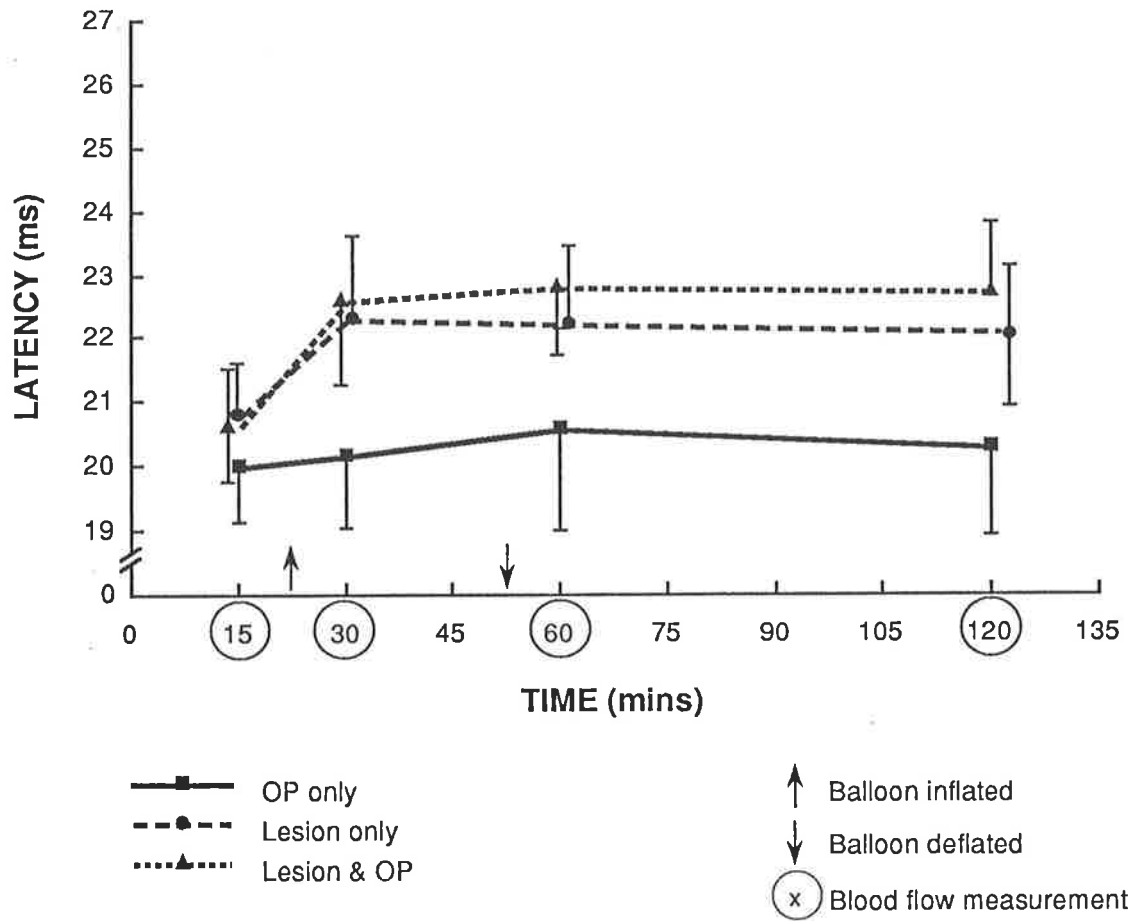 27
26
25
24
23
22
21
20
19
0
LATENCY (ms)
0 15 30 45 60 75 90 105 120 135
TIME (mins)
OP only
Lesion only
Lesion & OP
Balloon inflated
Balloon deflated
x Blood flow measurement